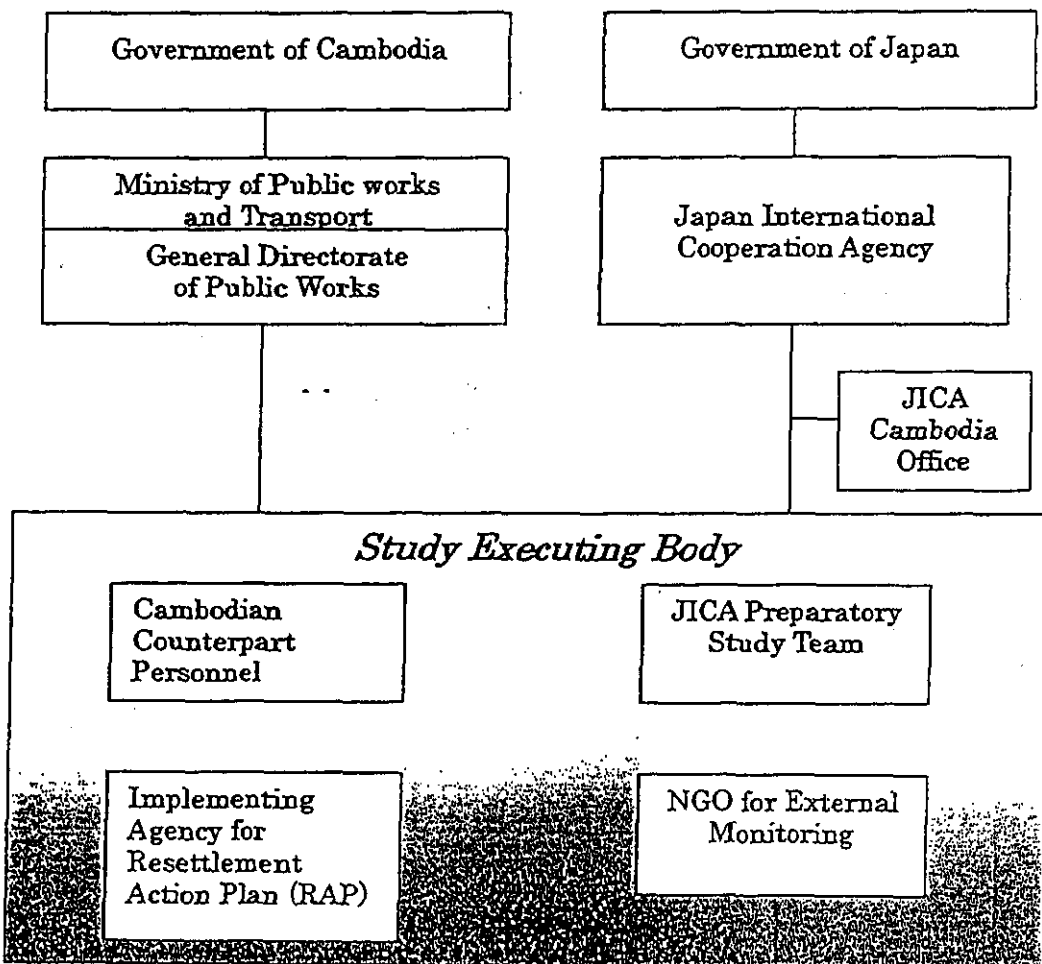 Government of Cambodia
Government of Japan
Ministry of Public works
and Transport
General Directorate
of Public Works
Japan International
Cooperation Agency
JICA
Cambodia
Office
Study Executing Body
Cambodian
Counterpart
Personnel
JICA Preparatory
Study Team
Implementing
Agency for
Resettlement
Action Plan (RAP)
NGO for External
Monitoring